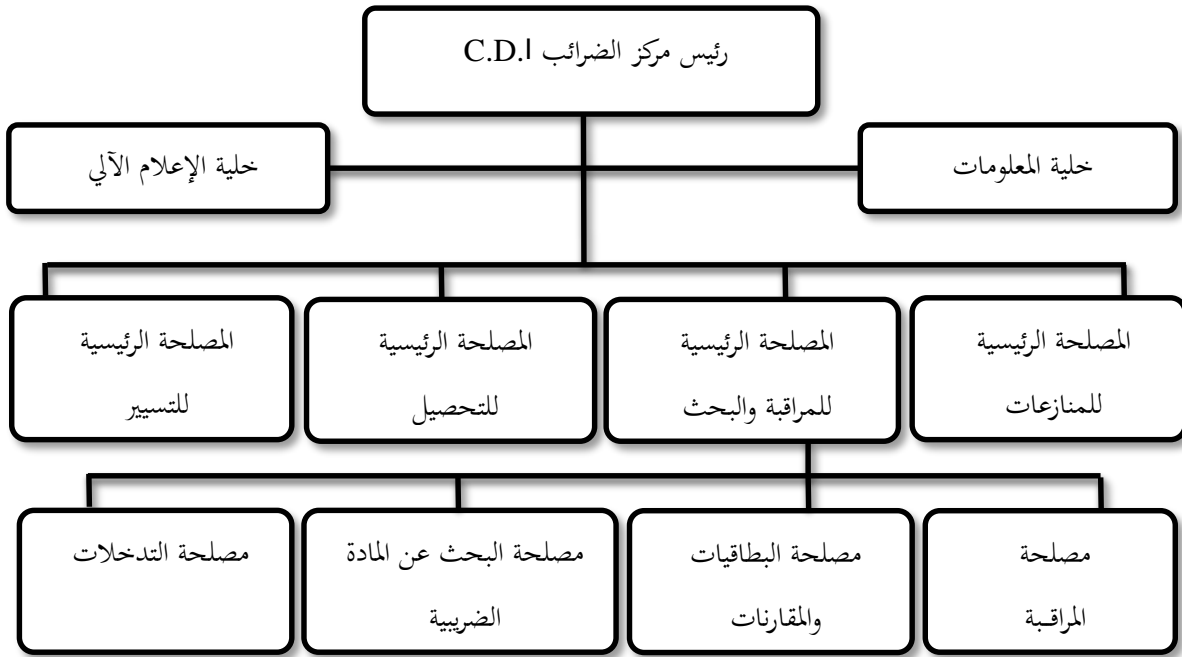 رئيس مركز الضرائب C.D.I
خلية المعلومات
خلية الإعلام الآلي
المصلحة الرئيسية
للمنازعات
المصلحة الرئيسية
للمراقبة والبحث
المصلحة الرئيسية
للتحصيل
المصلحة الرئيسية
للتسيير
مصلحة
المراقبة
مصلحة البطاقيات
والمقارنات
مصلحة البحث عن المادة
الضريبية
مصلحة التدخلات